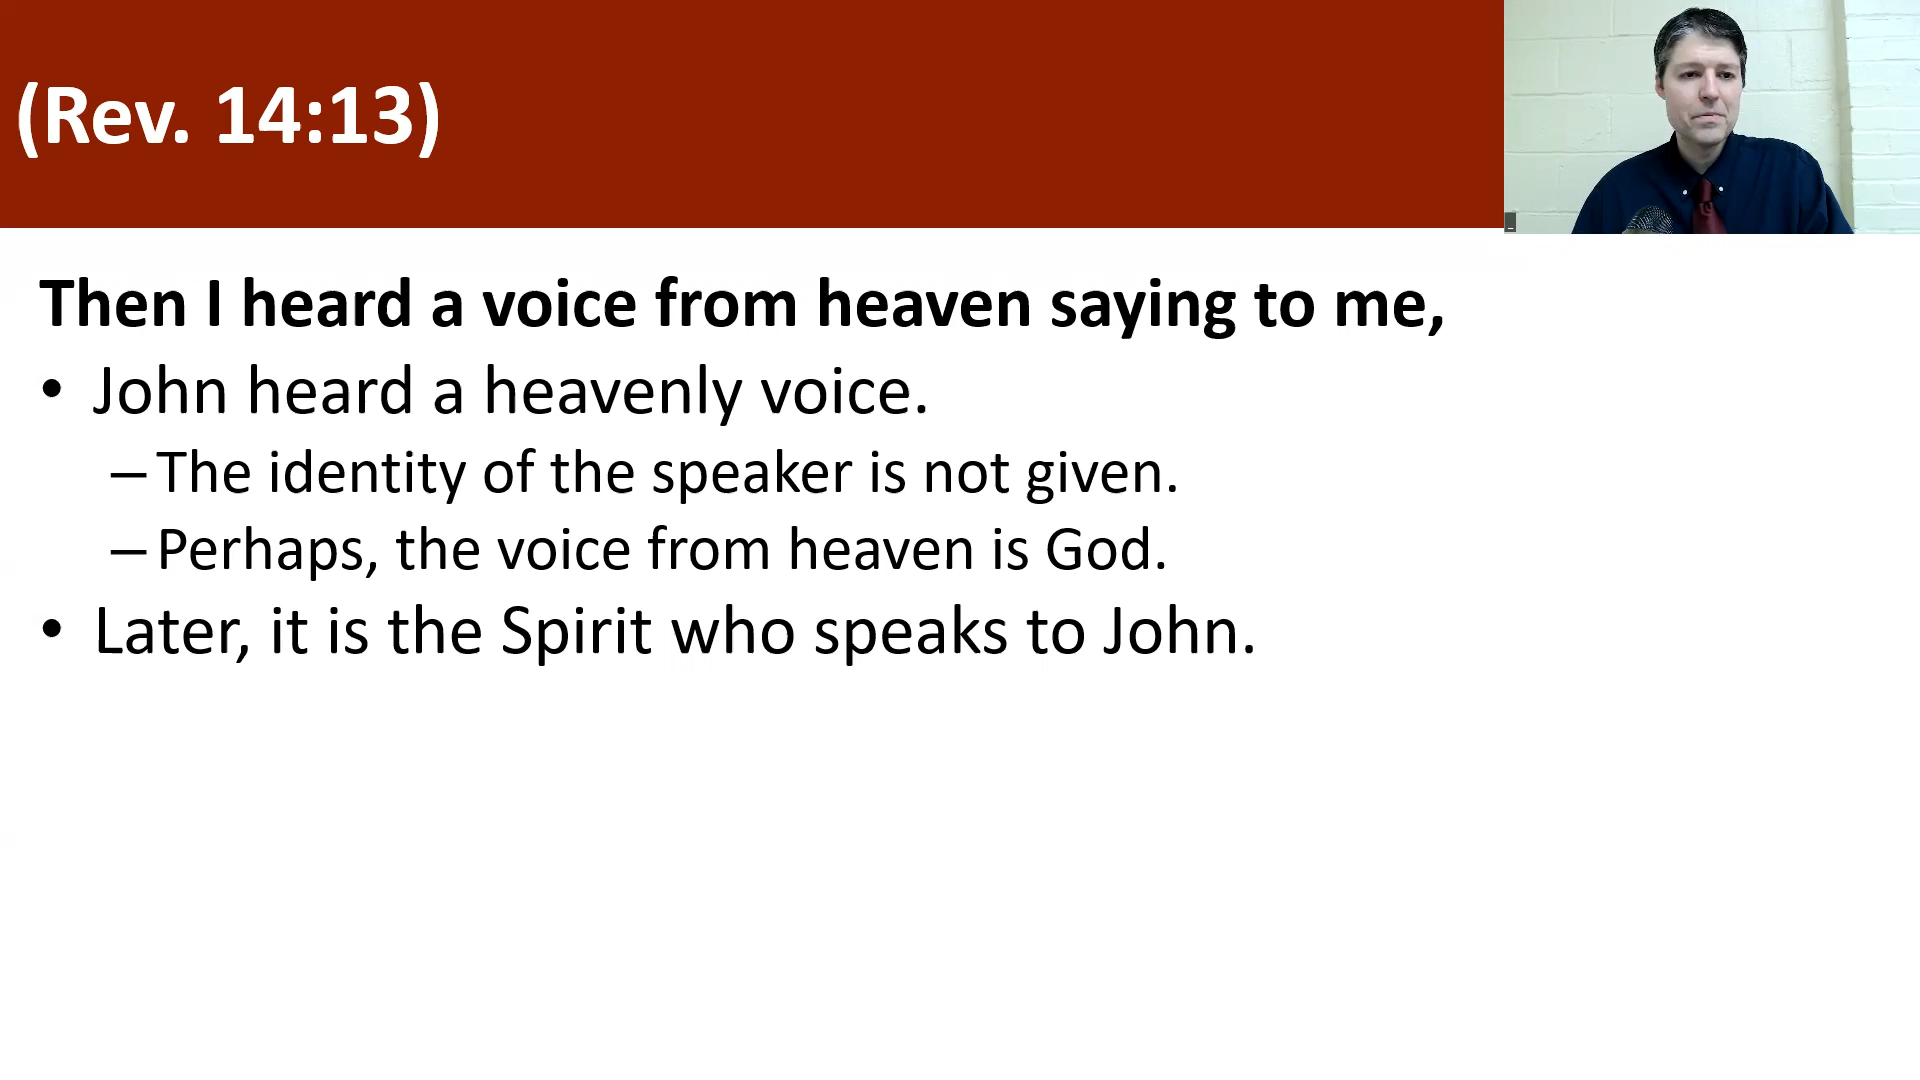 (Rev. 14:13)
Then I heard a voice from heaven saying to me,
• John heard a heavenly voice.
– The identity of the speaker is not given.
– Perhaps, the voice from heaven is God.
• Later, it is the Spirit who speaks to John.